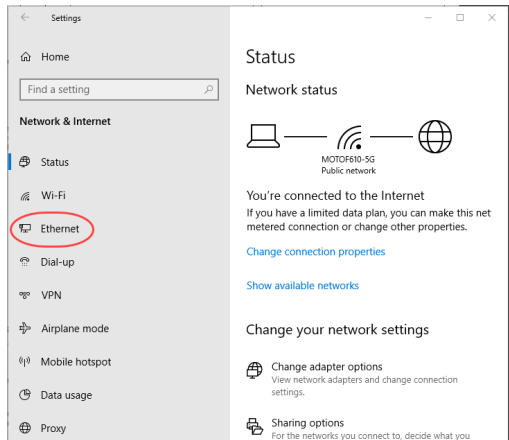 Settings
Home
Find a setting
Network & Internet
Status
Wi-Fi
Ethernet
Dial-up
VPN
Airplane mode
Mobile hotspot
Data usage
Proxy
Status
Network status
MOTOF610-5G
Public network
You're connected to the Internet
If you have a limited data plan, you can make this net
metered connection or change other properties.
Change connection properties
Show available networks
Change your network settings
Change adapter options
View network adapters and change connection
settings.
Sharing options
For the networks you connect to, decide what you